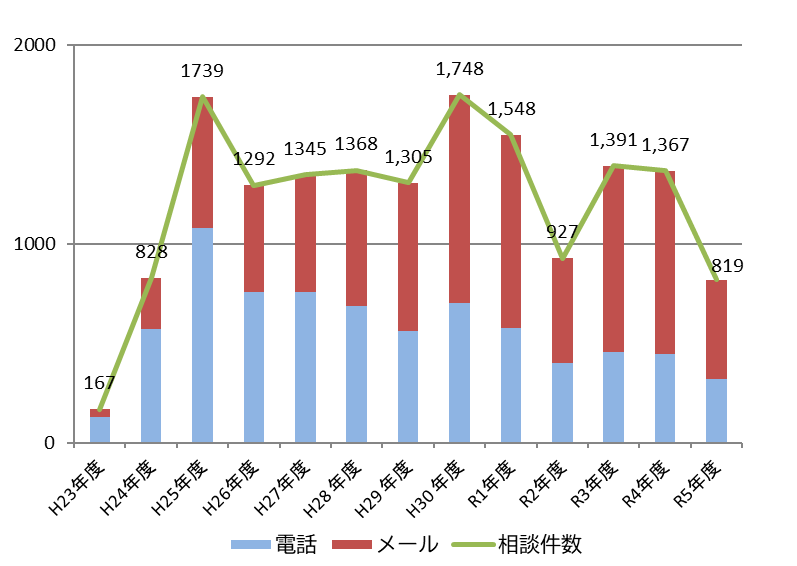 2000
1000
0
167
828
1739
1292
1345
1368
1,305
1,748
1,548
927
1,391
1,367
819
H23年度
H24年度
H25年度
H26年度
H27年度
H28 年度
H29 年度
H30 年度
R1年度
R2年度
R3年度
R4年度
R5年度
電話 メール 相談件数